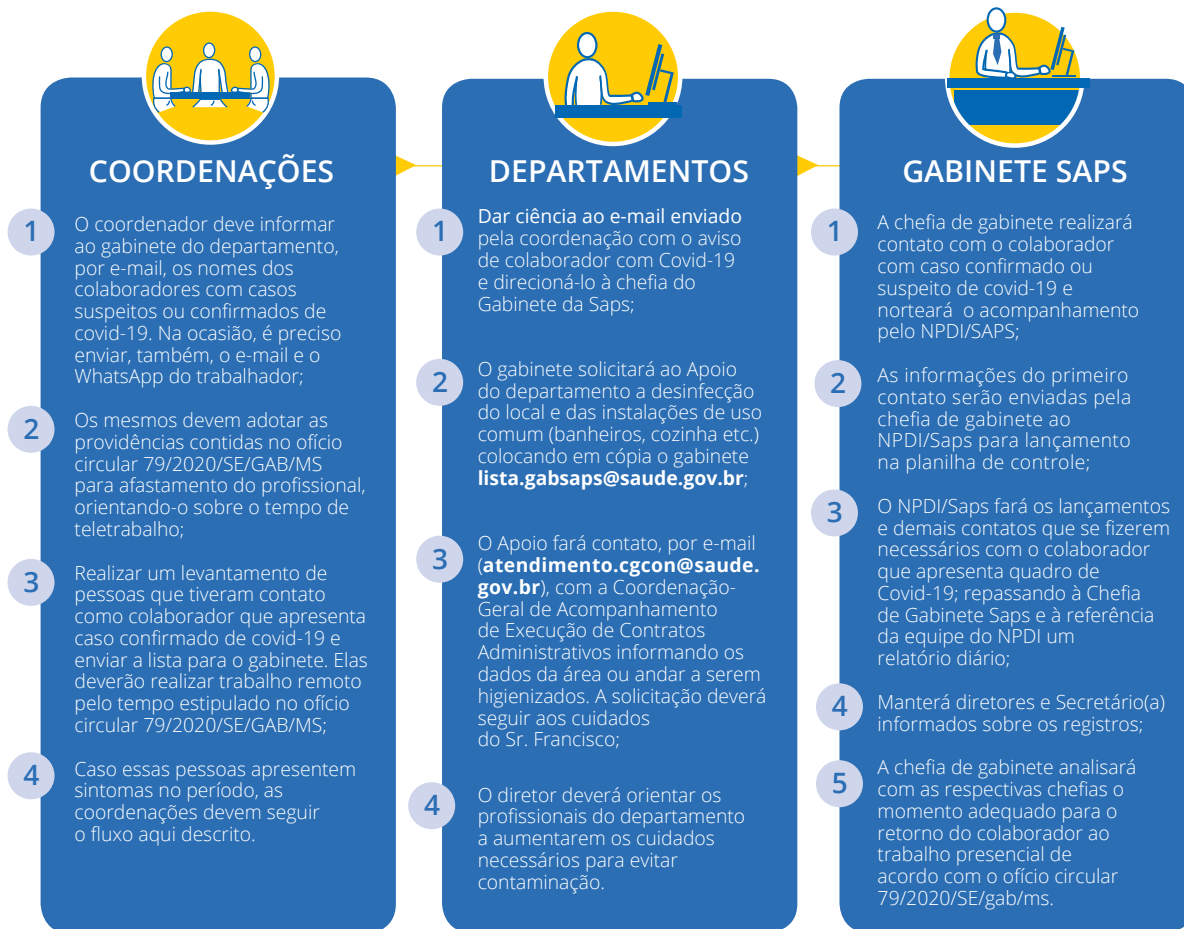 COORDENAÇÕES
1
O coordenador deve informar
ao gabinete do departamento,
por e-mail, os nomes dos
colaboradores com casos
suspeitos ou confirmados de
covid-19. Na ocasião, é preciso
enviar, também, o e-mail e o
WhatsApp do trabalhador;
2
Os mesmos devem adotar as
providências contidas no ofício
circular 79/2020/SE/GAB/MS
para afastamento do profissional,
orientando-o sobre o tempo de
teletrabalho;
3
Realizar um levantamento de
pessoas que tiveram contato
como colaborador que apresenta
caso confirmado de covid-19 e
enviar a lista para o gabinete. Elas
deverão realizar trabalho remoto
pelo tempo estipulado no ofício
circular 79/2020/SE/GAB/MS;
4
Caso essas pessoas apresentem
sintomas no período, as
coordenações devem seguir
o fluxo aqui descrito.
DEPARTAMENTOS
1
Dar ciência ao e-mail enviado
pela coordenação com o aviso
de colaborador com Covid-19
e direcioná-lo à chefia do
Gabinete da Saps;
2
O gabinete solicitará ao Apoio
do departamento a desinfecção
do local e das instalações de uso
comum (banheiros, cozinha etc.)
colocando em cópia o gabinete
lista.gabsaps@saude.gov.br;
3
O Apoio fará contato, por e-mail
(atendimento.cgcon@saude.
gov.br), com a Coordenação-
Geral de Acompanhamento
de Execução de Contratos
Administrativos informando os
dados da área ou andar a serem
higienizados. A solicitação deverá
seguir aos cuidados
do Sr. Francisco;
4
O diretor deverá orientar os
profissionais do departamento
a aumentarem os cuidados
necessários para evitar
contaminação.
GABINETE SAPS
1
A chefia de gabinete realizará
contato com o colaborador
com caso confirmado ou
suspeito de covid-19 e
norteará o acompanhamento
pelo NPDI/SAPS;
2
As informações do primeiro
contato serão enviadas pela
chefia de gabinete ao
NPDI/Saps para lançamento
na planilha de controle;
3
O NPDI/Saps fará os lançamentos
e demais contatos que se fizerem
necessários com o colaborador
que apresenta quadro de
Covid-19; repassando à Chefia
de Gabinete Saps e à referência
da equipe do NPDI um
relatório diário;
4
Manterá diretores e Secretário(a)
informados sobre os registros;
5
A chefia de gabinete analisará
com as respectivas chefias o
momento adequado para o
retorno do colaborador ao
trabalho presencial de
acordo com o ofício circular
79/2020/SE/gab/ms.